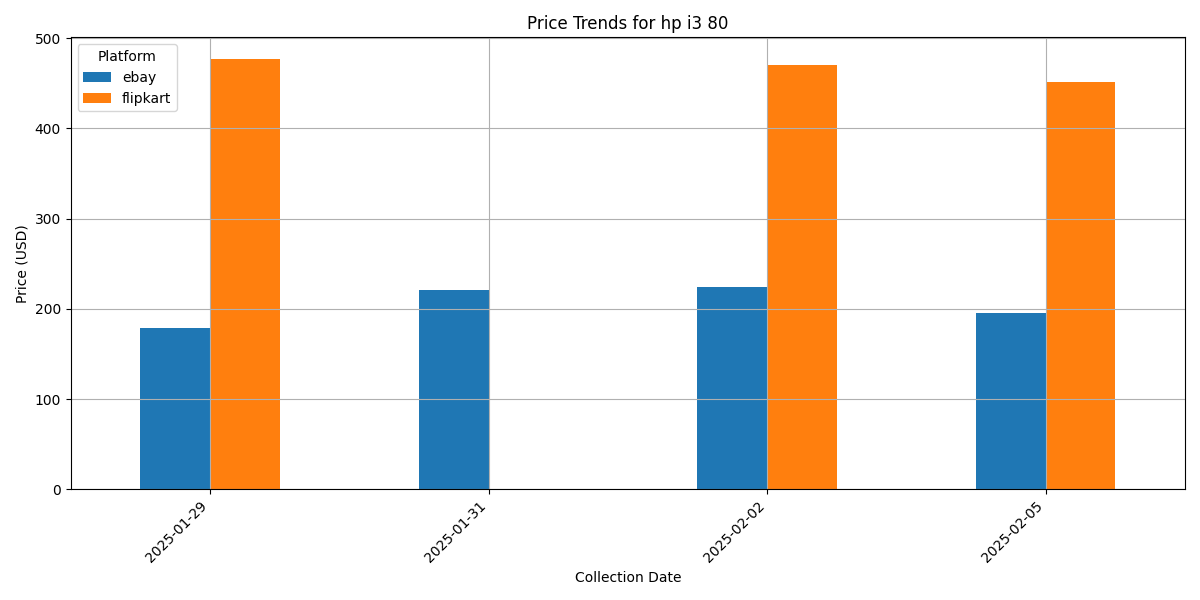 Price Trends for hp i3 80
Platform
ebay
flipkart
Price (USD)
500
400
300
200
100
0
2025-01-29
2025-01-31
2025-02-02
2025-02-05
Collection Date